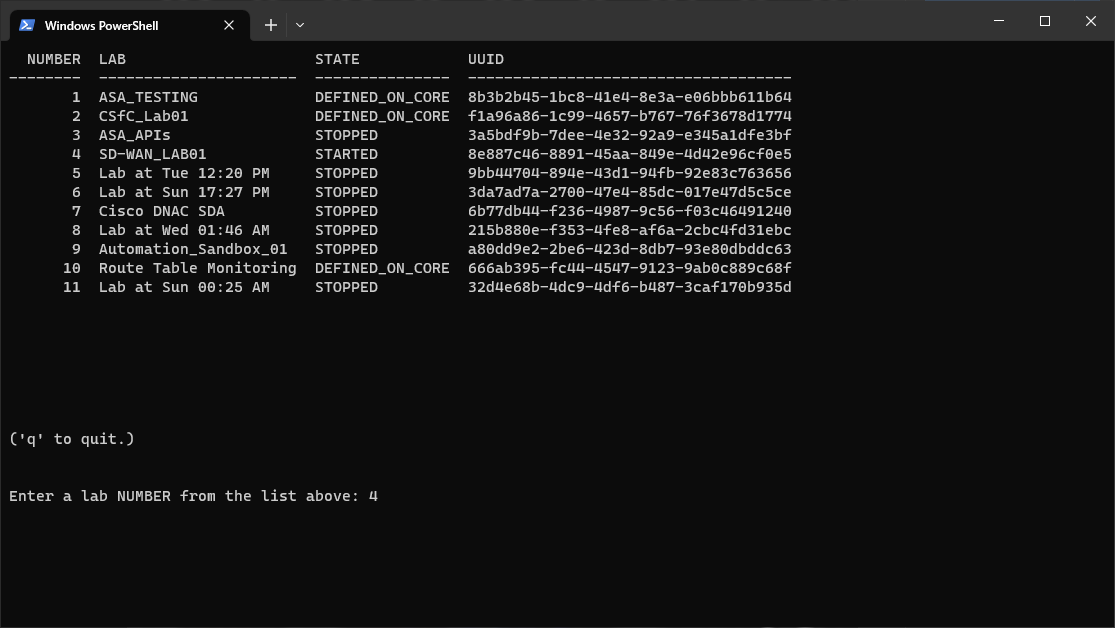 Windows PowerShell
NUMBER LAB STATE UUID
-------- ---------------------- --------------- ------------------------------------
1 ASA_TESTING DEFINED_ON_CORE 8b3b2b45-1bc8-41e4-8e3a-e06bbb611b64
2 CSfC_Lab01 DEFINED_ON_CORE f1a96a86-1c99-4657-b767-76f3678d1774
3 ASA_APIs STOPPED 3a5bdf9b-7dee-4e32-92a9-e345a1dfe3bf
4 SD-WAN_LAB01 STARTED 8e887c46-8891-45aa-849e-4d42e96cf0e5
5 Lab at Tue 12:20 PM STOPPED 9bb44704-894e-43d1-94fb-92e83c763656
6 Lab at Sun 17:27 PM STOPPED 3da7ad7a-2700-47e4-85dc-017e47d5c5ce
7 Cisco DNAC SDA STOPPED 6b77db44-f236-4987-9c56-f03c46491240
8 Lab at Wed 01:46 AM STOPPED 215b880e-f353-4fe8-af6a-2cbc4fd31ebc
9 Automation_Sandbox_01 STOPPED a80dd9e2-2be6-423d-8db7-93e80dbddc63
10 Route Table Monitoring DEFINED_ON_CORE 666ab395-fc44-4547-9123-9ab0c889c68f
11 Lab at Sun 00:25 AM STOPPED 32d4e68b-4dc9-4df6-b487-3caf170b935d
('q' to quit.)
Enter a lab NUMBER from the list above: 4